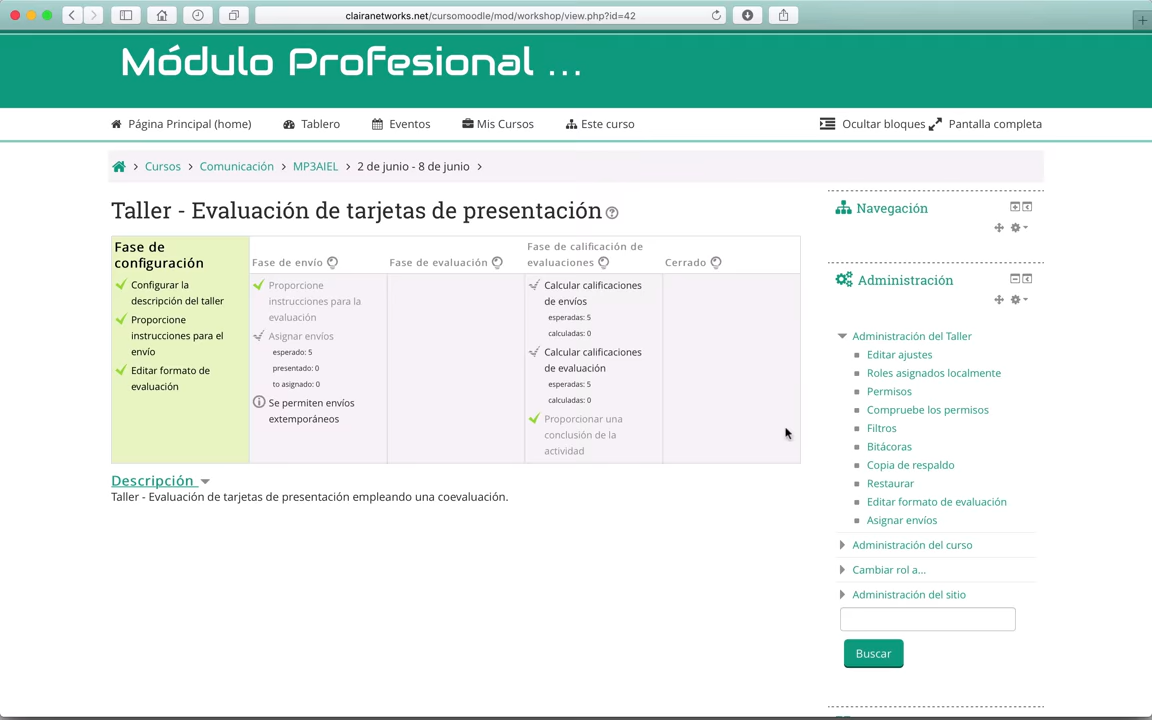 clairanetworks.net/cursomoodle/mod/workshop/view.php?id=42
Módulo Profesional ...
Página Principal (home)
Tablero
Eventos
Mis Cursos
Este curso
Ocultar bloques
Pantalla completa
Cursos
Comunicación
MP3AIEL
2 de junio - 8 de junio
Taller - Evaluación de tarjetas de presentación
Fase de
configuración
Configurar la
descripción del taller
Proporcione
instrucciones para el
envío
Editar formato de
evaluación
Fase de envío
Proporcione
instrucciones para la
evaluación
Asignar envíos
esperado: 5
presentado: 0
to asignado: 0
Se permiten envíos
extemporáneos
Fase de evaluación
Fase de calificación de
evaluaciones
Calcular calificaciones
de envíos
esperadas: 5
calculadas: 0
Calcular calificaciones
de evaluación
esperadas: 5
calculadas: 0
Proporcionar una
conclusión de la
actividad
Cerrado
Descripción
Taller - Evaluación de tarjetas de presentación empleando una coevaluación.
Navegación
Administración
Administración del Taller
Editar ajustes
Roles asignados localmente
Permisos
Compruebe los permisos
Filtros
Bitácoras
Copia de respaldo
Restaurar
Editar formato de evaluación
Asignar envíos
Administración del curso
Cambiar rol a...
Administración del sitio
Buscar